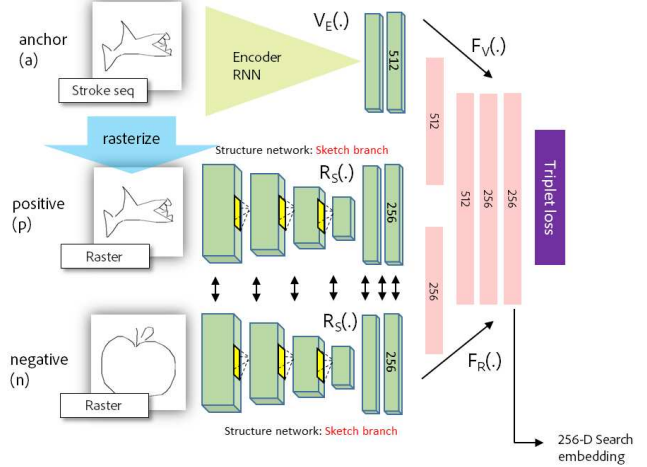 anchor
(a)
Stroke seq
Encoder
RNN
V_E(.)
512
F_V(.)
rasterize
Structure network: Sketch branch
positive
(p)
Raster
R_S(.)
256
512
512
256
256
Triplet loss
256
negative
(n)
Raster
R_S(.)
256
F_R(.)
Structure network: Sketch branch
256-D Search
embedding